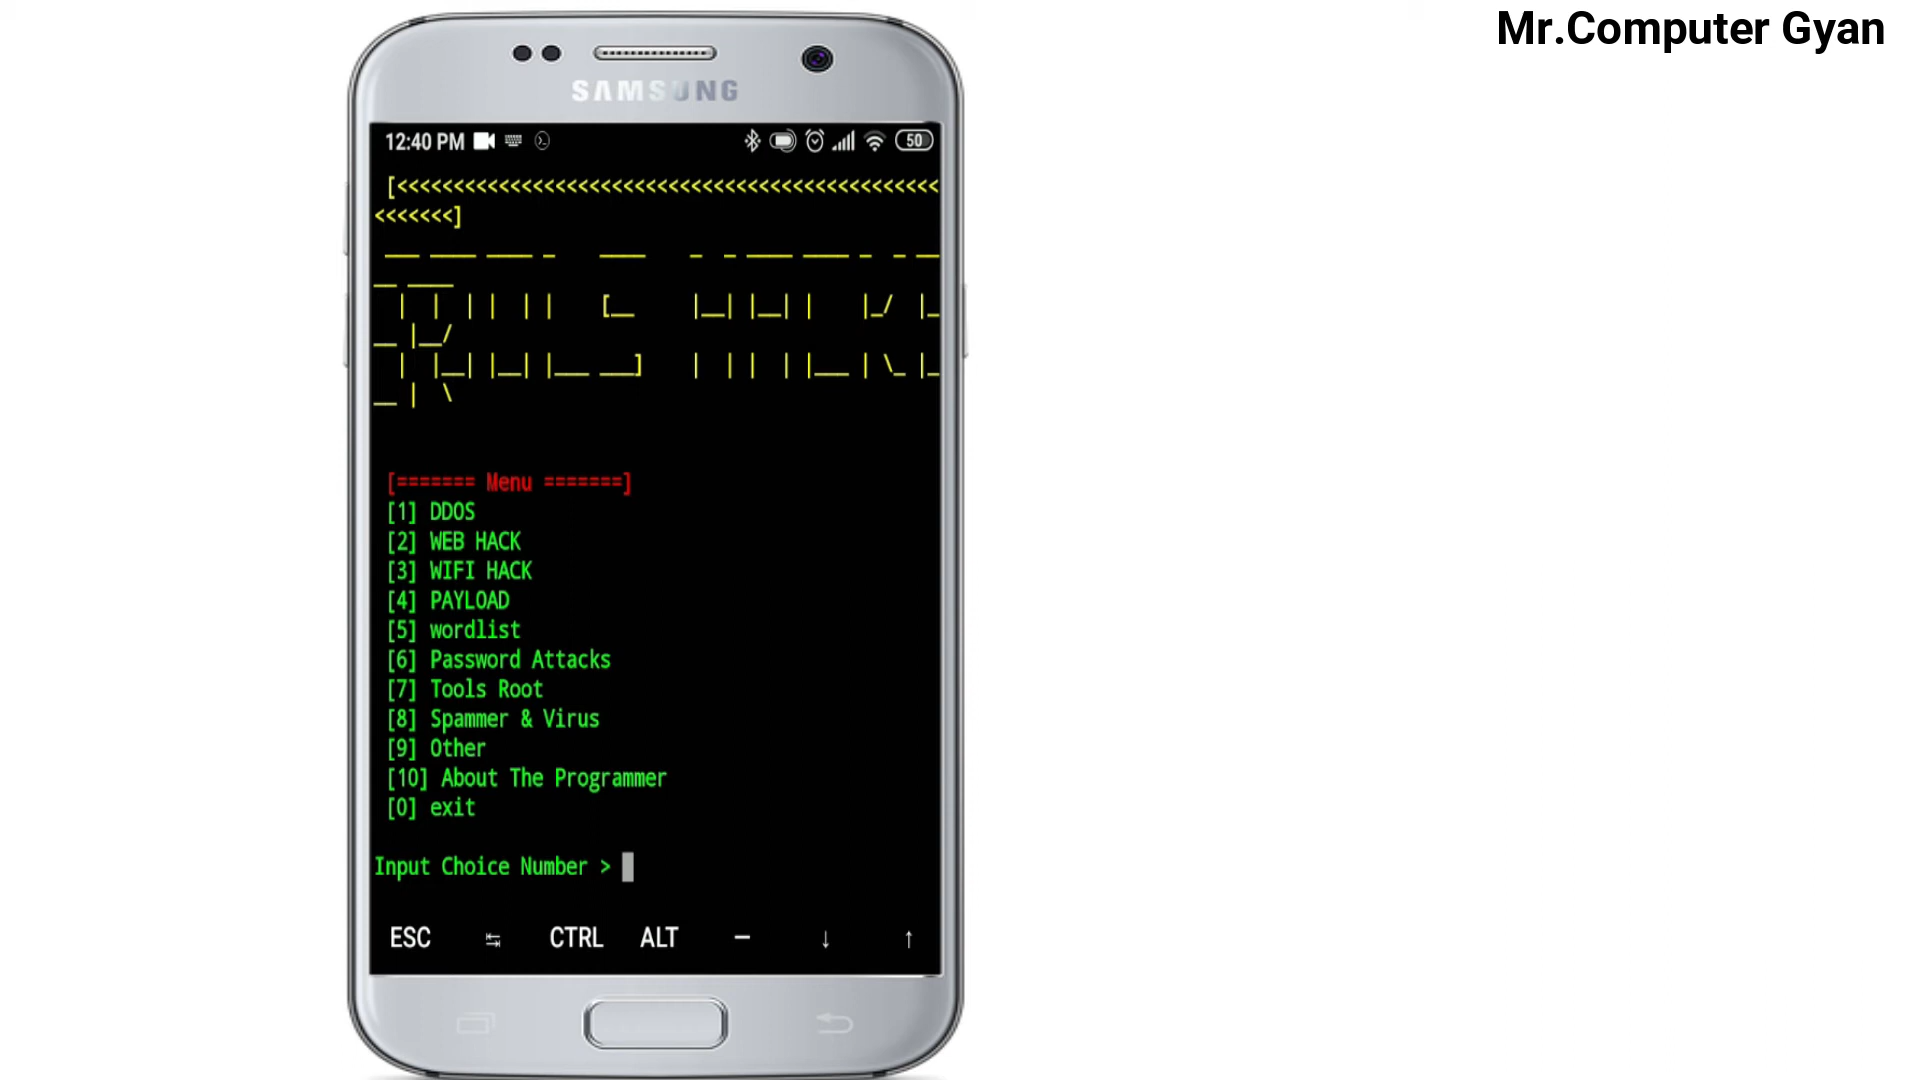 Mr.Computer Gyan
SAMSUNG
12:40 PM
50
[<<<<<<<<<<<<<<<<<<<<<<<<<<<<<<<<<<<<<<<<<<<<<<<<
<<<<<<<]
[======= Menu =======]
[1] DDOS
[2] WEB HACK
[3] WIFI HACK
[4] PAYLOAD
[5] wordlist
[6] Password Attacks
[7] Tools Root
[8] Spammer & Virus
[9] Other
[10] About The Programmer
[0] exit
Input Choice Number >
ESC ⇆ CTRL ALT – ↓ ↑